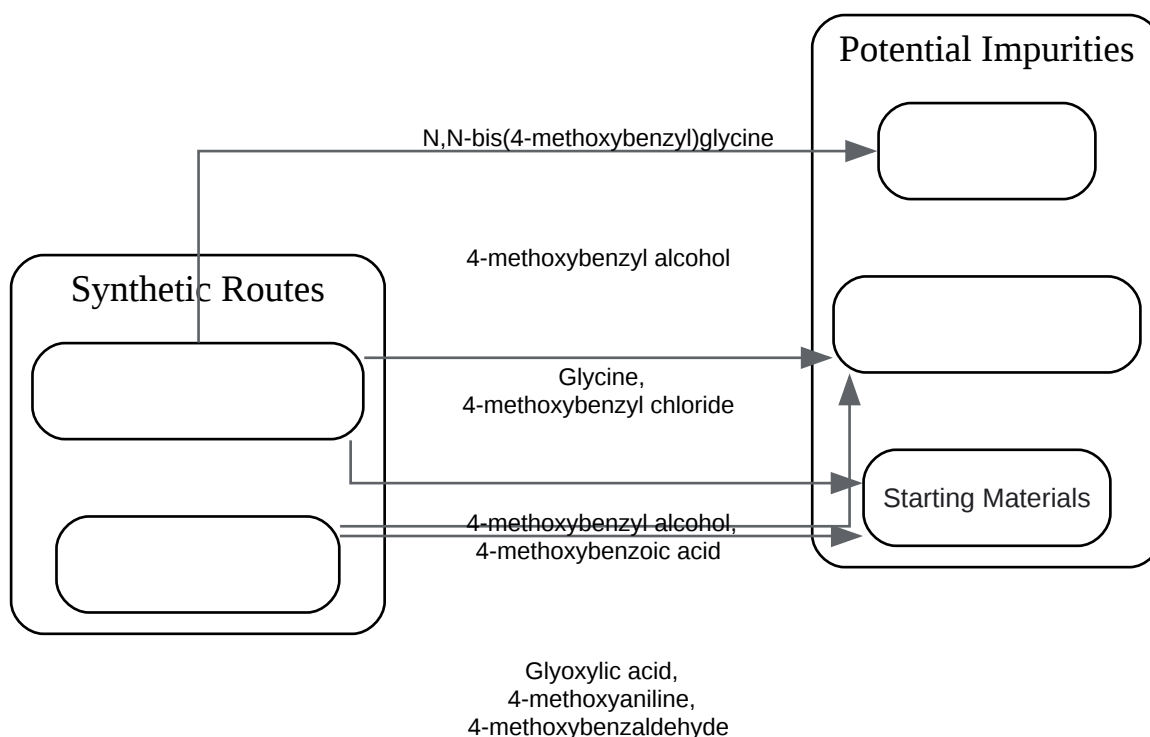 Potential Impurities
N,N-bis(4-methoxybenzyl)glycine
4-methoxybenzyl alcohol
Synthetic Routes
Glycine,
4-methoxybenzyl chloride
Starting Materials
4-methoxybenzyl alcohol,
4-methoxybenzoic acid
Glyoxylic acid,
4-methoxyaniline,
4-methoxybenzaldehyde